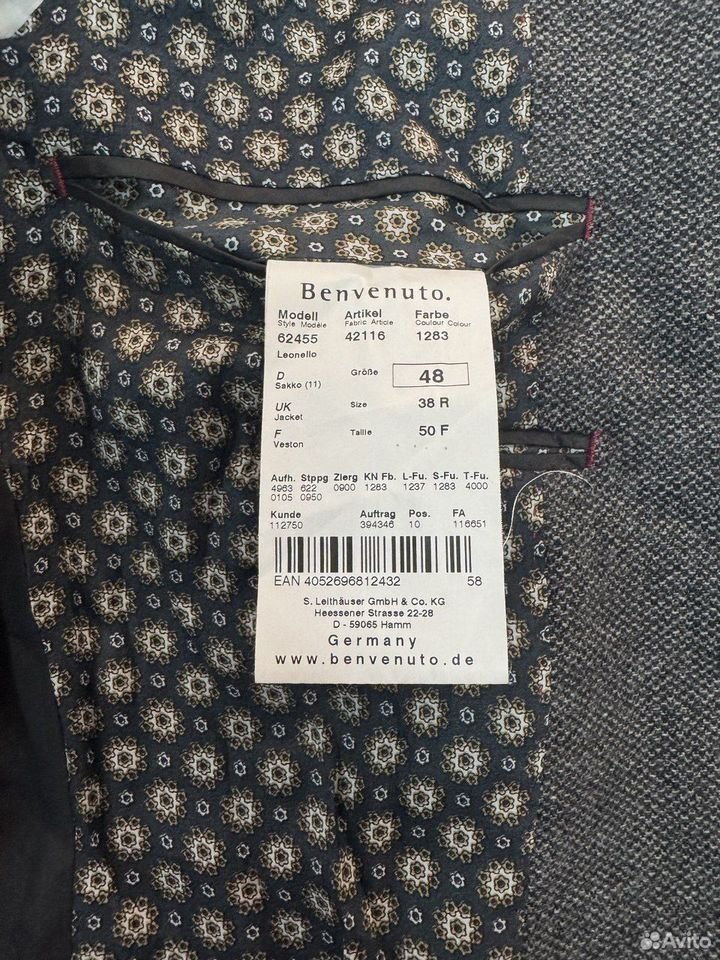 Benvenuto.
Modell Artikel Farbe
Style Modèle Fabric Article Coulour Colour
62455 42116 1283
Leonello
D Größe 48
Sakko (11)
UK Size 38 R
Jacket
F Taille 50 F
Veston
Aufh. Stppg Zierg KN Fb. L-Fu. S-Fu. T-Fu.
4963 622 0900 1283 1237 1283 4000
0105 0950
Kunde Auftrag Pos. FA
112750 394346 10 116651
EAN 4052696812432 58
S. Leithäuser GmbH & Co. KG
Heessener Strasse 22-28
D - 59065 Hamm
Germany
www.benvenuto.de
Avito